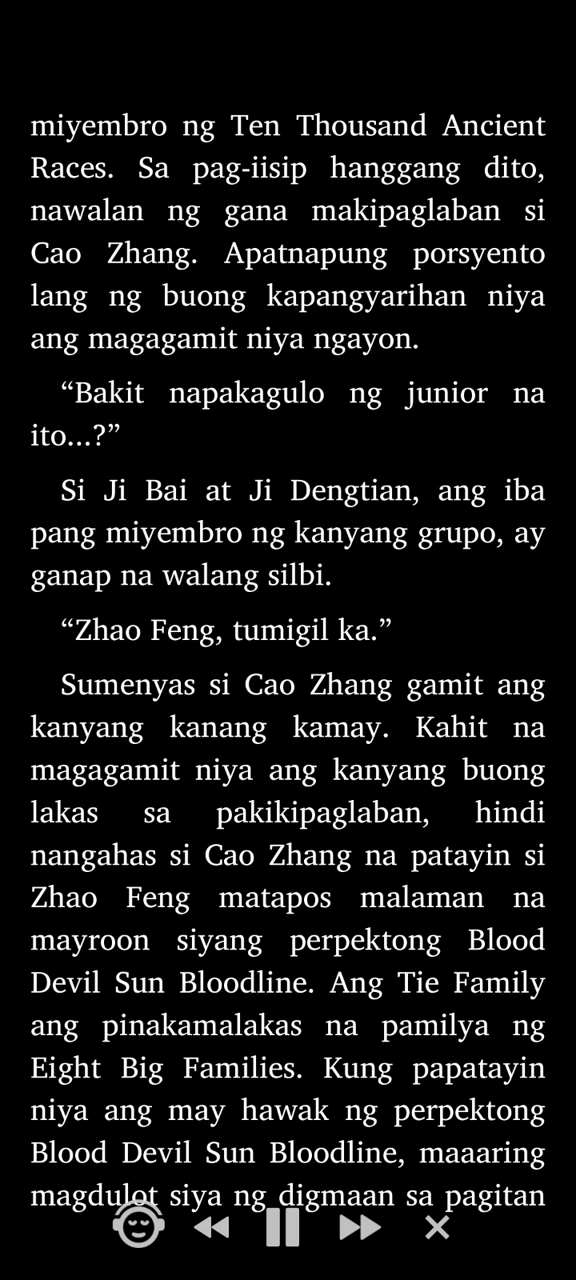 miyembro ng Ten Thousand Ancient
Races. Sa pag-iisip hanggang dito,
nawalan ng gana makipaglaban si
Cao Zhang. Apatnapung porsyento
lang ng buong kapangyarihan niya
ang magagamit niya ngayon.
“Bakit napakagulo ng junior na
ito...?”
Si Ji Bai at Ji Dengtian, ang iba
pang miyembro ng kanyang grupo, ay
ganap na walang silbi.
“Zhao Feng, tumigil ka.”
Sumenyas si Cao Zhang gamit ang
kanyang kanang kamay. Kahit na
magagamit niya ang kanyang buong
lakas sa pakikipaglaban, hindi
nangahas si Cao Zhang na patayin si
Zhao Feng matapos malaman na
mayroon siyang perpektong Blood
Devil Sun Bloodline. Ang Tie Family
ang pinakamalakas na pamilya ng
Eight Big Families. Kung papatayin
niya ang may hawak ng perpektong
Blood Devil Sun Bloodline, maaaring
magdulot siya ng digmaan sa pagitan